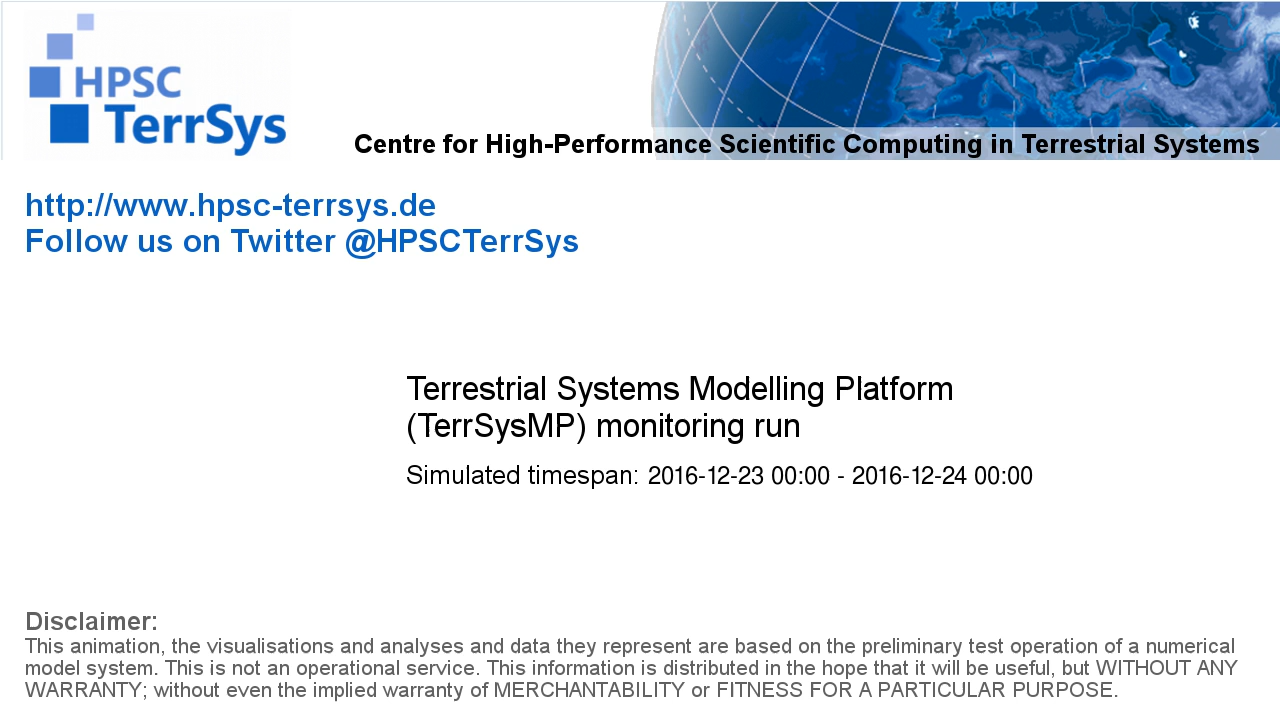 HPSC
TerrSys
Centre for High-Performance Scientific Computing in Terrestrial Systems
http://www.hpsc-terrsys.de
Follow us on Twitter @HPSCTerrSys
Terrestrial Systems Modelling Platform
(TerrSysMP) monitoring run
Simulated timespan: 2016-12-23 00:00 - 2016-12-24 00:00
Disclaimer:
This animation, the visualisations and analyses and data they represent are based on the preliminary test operation of a numerical
model system. This is not an operational service. This information is distributed in the hope that it will be useful, but WITHOUT ANY
WARRANTY; without even the implied warranty of MERCHANTABILITY or FITNESS FOR A PARTICULAR PURPOSE.